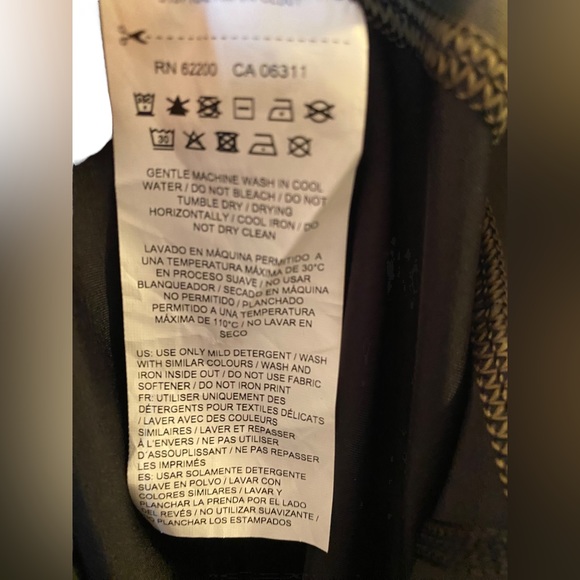 RN 62200 CA 06311
30
GENTLE MACHINE WASH IN COOL
WATER / DO NOT BLEACH / DO NOT
TUMBLE DRY / DRYING
HORIZONTALLY / COOL IRON / DO
NOT DRY CLEAN
LAVADO EN MÁQUINA PERMITIDO A
UNA TEMPERATURA MÁXIMA DE 30°C
EN PROCESO SUAVE / NO USAR
BLANQUEADOR / SECADO EN MÁQUINA
NO PERMITIDO / PLANCHADO
PERMITIDO A UNA TEMPERATURA
MÁXIMA DE 110°C / NO LAVAR EN
SECO
US: USE ONLY MILD DETERGENT / WASH
WITH SIMILAR COLOURS / WASH AND
IRON INSIDE OUT / DO NOT USE FABRIC
SOFTENER / DO NOT IRON PRINT
FR: UTILISER UNIQUEMENT DES
DÉTERGENTS POUR TEXTILES DÉLICATS
/ LAVER AVEC DES COULEURS
SIMILAIRES / LAVER ET REPASSER
À L'ENVERS / NE PAS UTILISER
D'ASSOUPLISSANT / NE PAS REPASSER
LES IMPRIMÉS
ES: USAR SOLAMENTE DETERGENTE
SUAVE EN POLVO / LAVAR CON
COLORES SIMILARES / LAVAR Y
PLANCHAR LA PRENDA POR EL LADO
DEL REVÉS / NO UTILIZAR SUAVIZANTE /
NO PLANCHAR LOS ESTAMPADOS